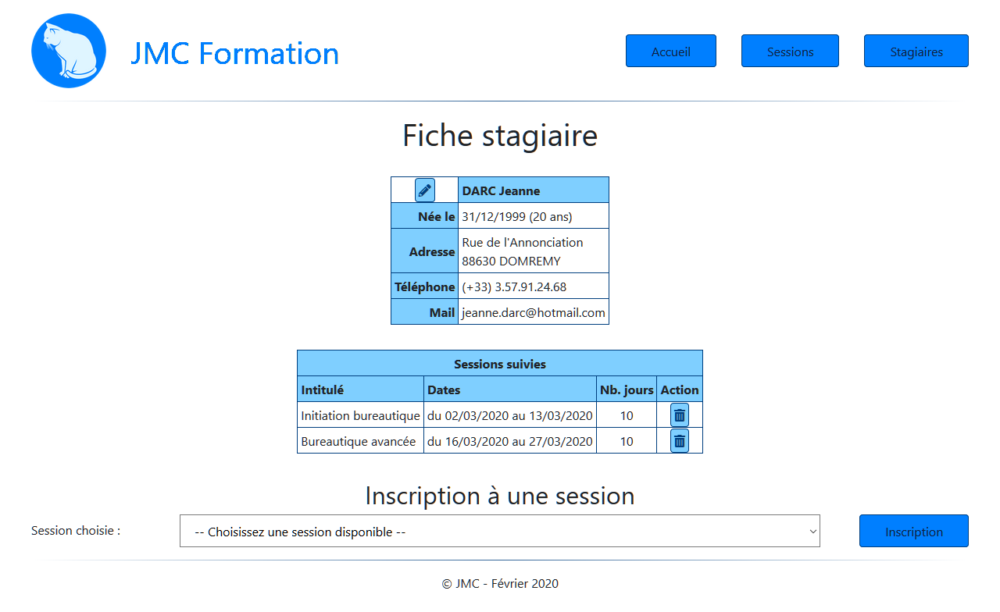 JMC Formation
Accueil
Sessions
Stagiaires
Fiche stagiaire
DARC Jeanne
Née le 31/12/1999 (20 ans)
Adresse Rue de l'Annonciation
88630 DOMREMY
Téléphone (+33) 3.57.91.24.68
Mail jeanne.darc@hotmail.com
Sessions suivies
Intitulé Dates Nb. jours Action
Initiation bureautique du 02/03/2020 au 13/03/2020 10
Bureautique avancée du 16/03/2020 au 27/03/2020 10
Inscription à une session
Session choisie : -- Choisissez une session disponible -- Inscription
© JMC - Février 2020